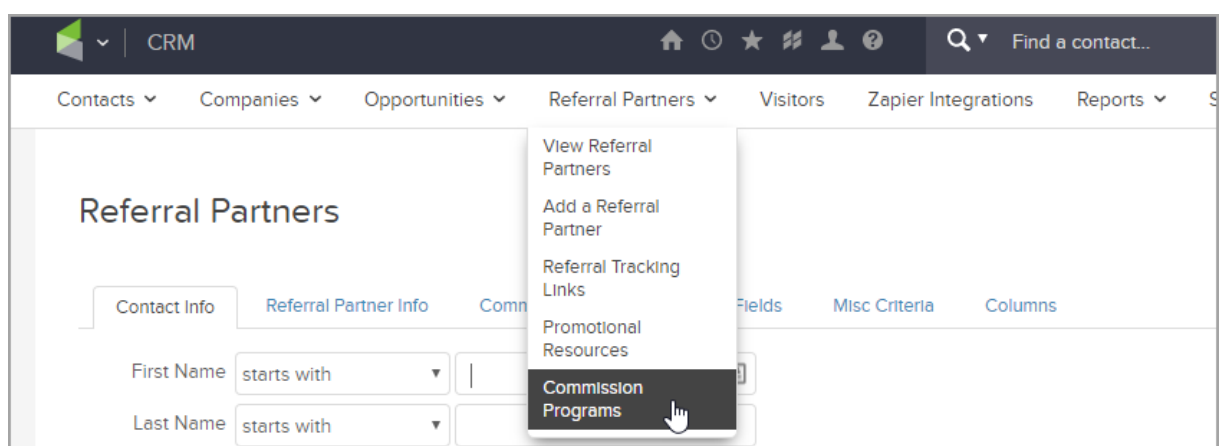 CRM
Find a contact...
Contacts Companies Opportunities Referral Partners Visitors Zapier Integrations Reports
View Referral
Partners
Add a Referral
Partner
Referral Tracking
Links
Promotional
Resources
Commission
Programs
Referral Partners
Contact Info Referral Partner Info Misc Criteria Columns
First Name starts with
Last Name starts with